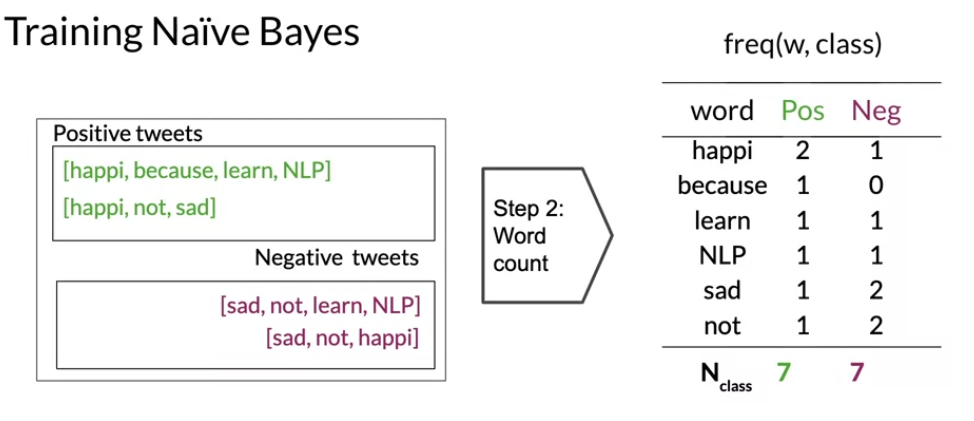 Training Naïve Bayes
Positive tweets
[happi, because, learn, NLP]
[happi, not, sad]
Negative tweets
[sad, not, learn, NLP]
[sad, not, happi]
Step 2:
Word
count
freq(w, class)
word Pos Neg
happi 2 1
because 1 0
learn 1 1
NLP 1 1
sad 1 2
not 1 2
Nclass 7 7